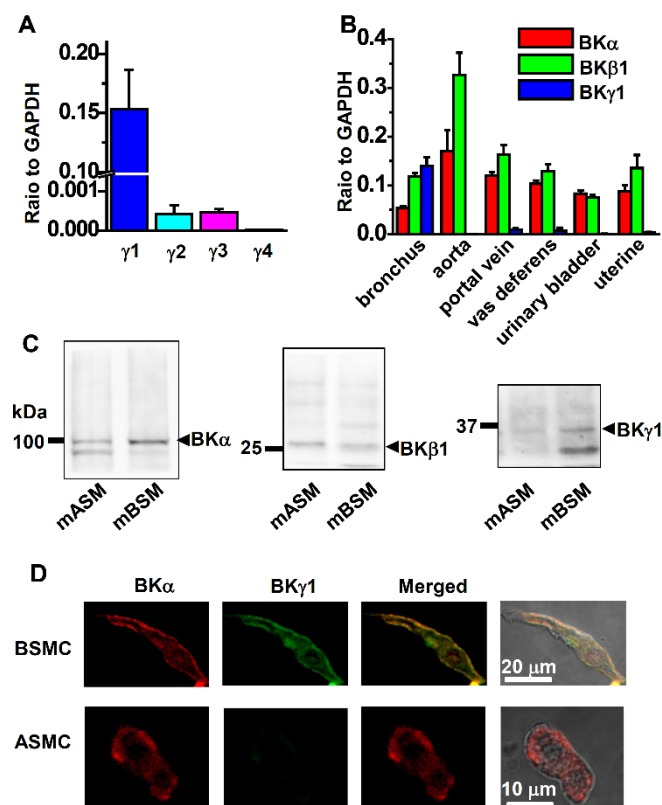 A
Raio to GAPDH
0.20
0.15
0.10
0.001
0.000
γ1 γ2 γ3 γ4
B
Raio to GAPDH
0.4
0.3
0.2
0.1
0.0
BKα
BKβ1
BKγ1
bronchus
aorta
portal vein
vas deferens
urinary bladder
uterine
C
kDa
100
BKα
mASM mBSM
25
BKβ1
mASM mBSM
37
BKγ1
mASM mBSM
D
BKα BKγ1 Merged
BSMC
20 μm
ASMC
10 μm